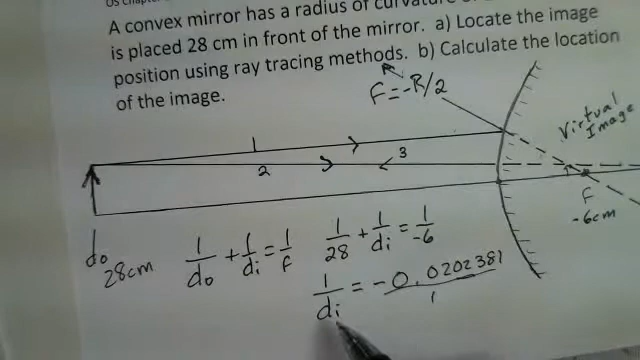 A convex mirror has a radius of
is placed 28 cm in front of the mirror. a) Locate the image
position using ray tracing methods. b) Calculate the location
of the image.
F = -R/2
Virtual
Image
1
2
3
F
-6cm
do
28cm
1/do + 1/di = 1/f
1/28 + 1/di = 1/-6
1/di = -0.0202381/1